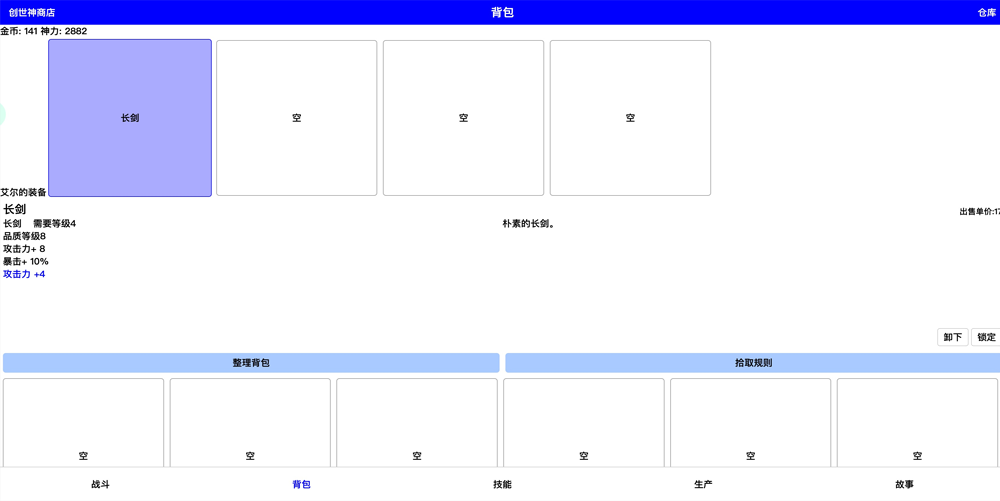 创世神商店 背包 仓库
金币: 141 神力: 2882
长剑 空 空 空
艾尔的装备
长剑
出售单价:17
长剑 需要等级4 朴素的长剑。
品质等级8
攻击力+ 8
暴击+ 10%
攻击力 +4
卸下 锁定
整理背包 拾取规则
空 空 空 空 空 空
战斗 背包 技能 生产 故事